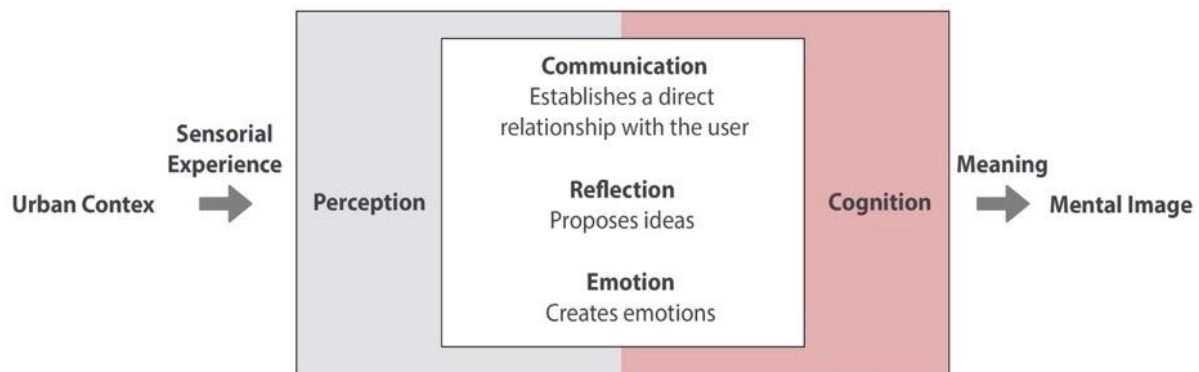 Communication
Establishes a direct
relationship with the user
Sensorial
Experience
Meaning
Urban Contex
Perception
Reflection
Proposes ideas
Cognition
Mental Image
Emotion
Creates emotions